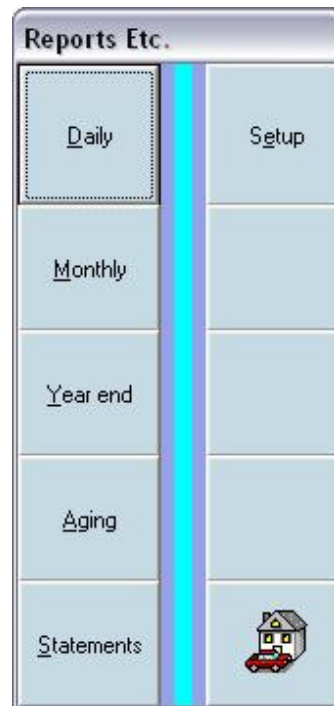 Reports Etc.
Daily
Setup
Monthly
Year end
Aging
Statements